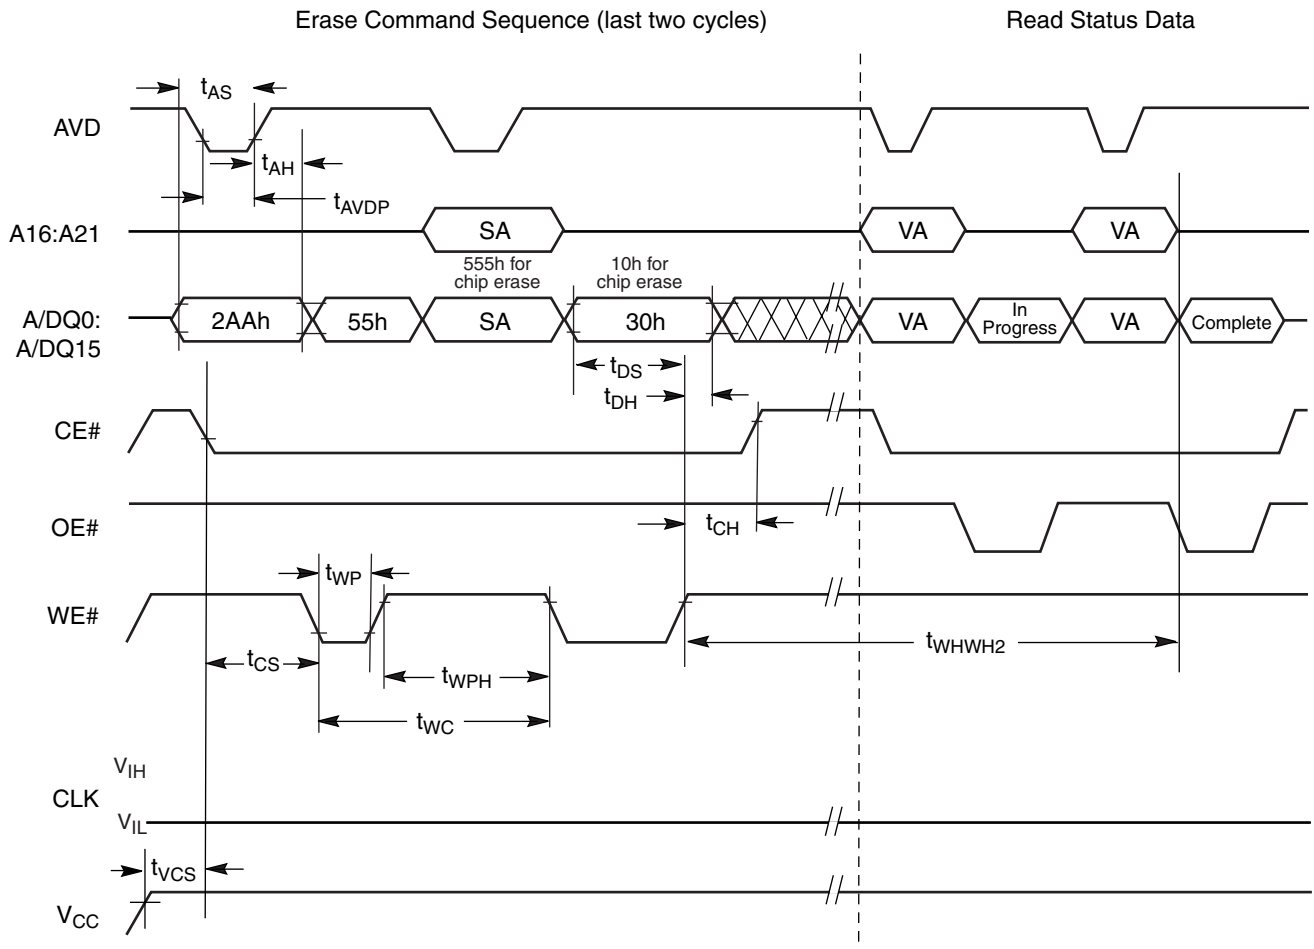 Erase Command Sequence (last two cycles)
Read Status Data
tAS
AVD
tAH
tAVDP
A16:A21
SA
VA
VA
555h for
chip erase
10h for
chip erase
A/DQ0:
A/DQ15
2AAh
55h
SA
30h
VA
In
Progress
VA
Complete
tDS
tDH
CE#
OE#
tCH
tWP
WE#
tWHWH2
tCS
tWPH
tWC
VIH
CLK
VIL
tVCS
VCC